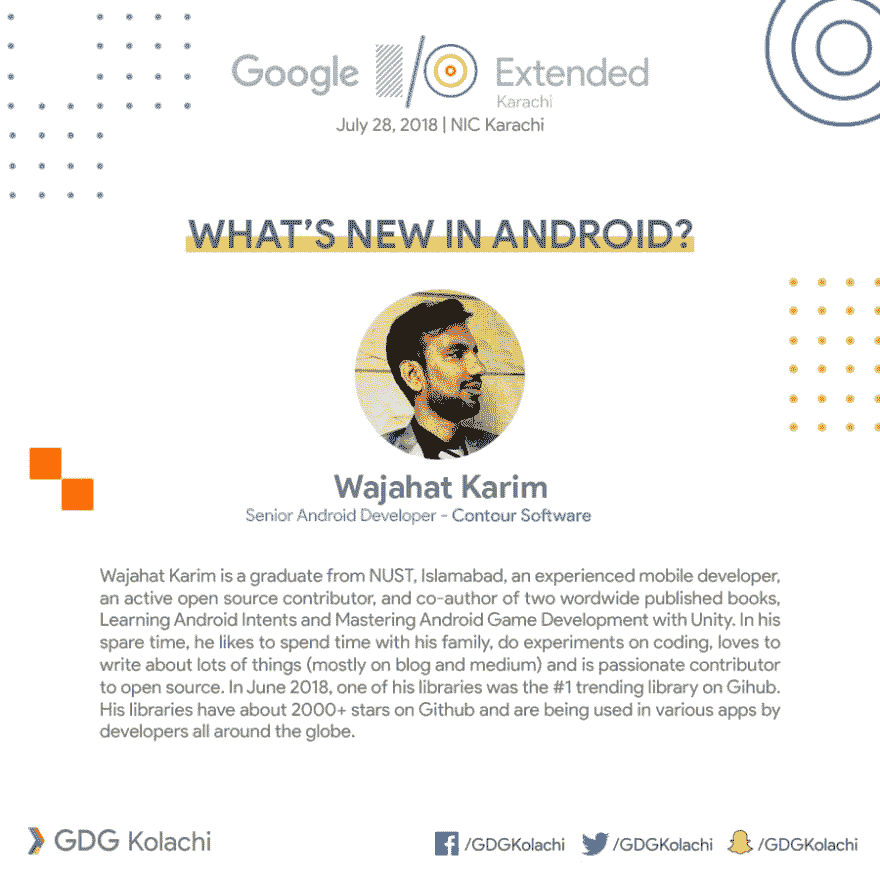 Google I/O Extended
Karachi
July 28, 2018 | NIC Karachi
WHAT'S NEW IN ANDROID?
Wajahat Karim
Senior Android Developer - Contour Software
Wajahat Karim is a graduate from NUST, Islamabad, an experienced mobile developer,
an active open source contributor, and co-author of two wordwide published books,
Learning Android Intents and Mastering Android Game Development with Unity. In his
spare time, he likes to spend time with his family, do experiments on coding, loves to
write about lots of things (mostly on blog and medium) and is passionate contributor
to open source. In June 2018, one of his libraries was the #1 trending library on Gihub.
His libraries have about 2000+ stars on Github and are being used in various apps by
developers all around the globe.
GDG Kolachi
/GDGKolachi /GDGKolachi /GDGKolachi